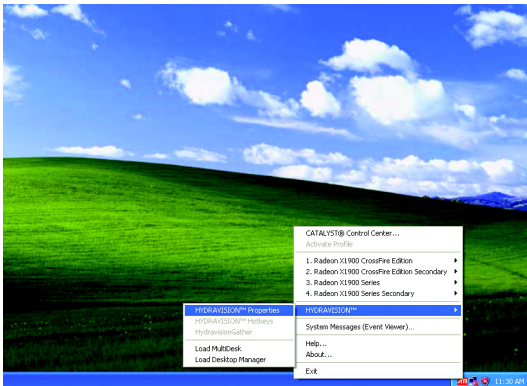 CATALYST® Control Center...
Activate Profile
1. Radeon X1900 CrossFire Edition
2. Radeon X1900 CrossFire Edition Secondary
3. Radeon X1900 Series
4. Radeon X1900 Series Secondary
HYDRAVISION™
HYDRAVISION™ Properties
HYDRAVISION™ Hotkeys
HydravisionGather
Load MultiDesk
Load Desktop Manager
System Messages (Event Viewer)...
Help...
About...
Exit
ATI
11:30 AM